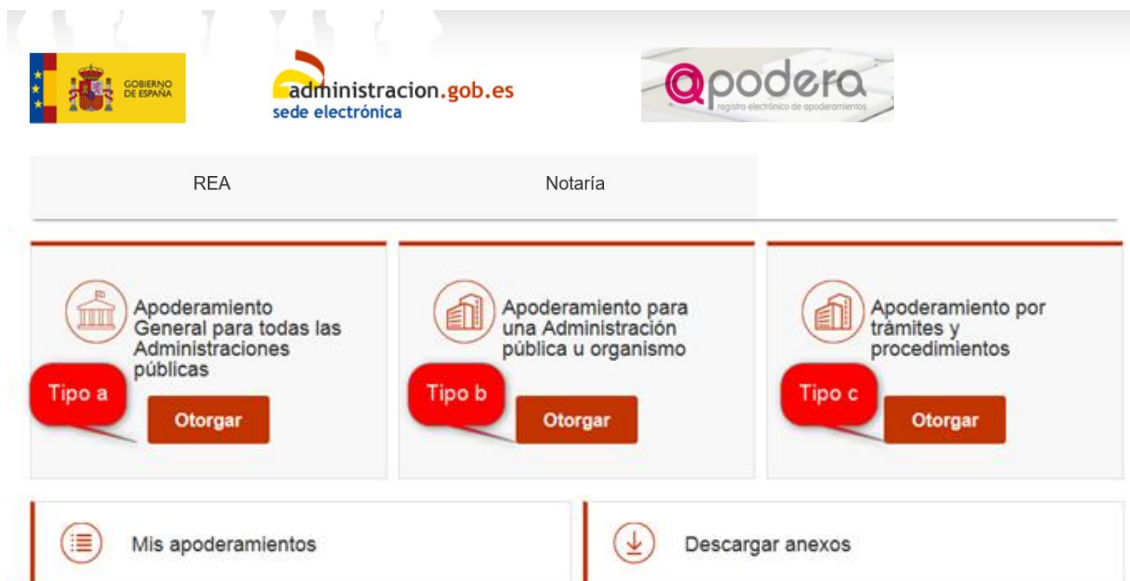 GOBIERNO
DE ESPAÑA
administracion.gob.es
sede electrónica
@podera
registro electrónico de apoderamientos
REA
Notaría
Apoderamiento
General para todas las
Administraciones
públicas
Tipo a
Otorgar
Apoderamiento para
una Administración
pública u organismo
Tipo b
Otorgar
Apoderamiento por
trámites y
procedimientos
Tipo c
Otorgar
Mis apoderamientos
Descargar anexos